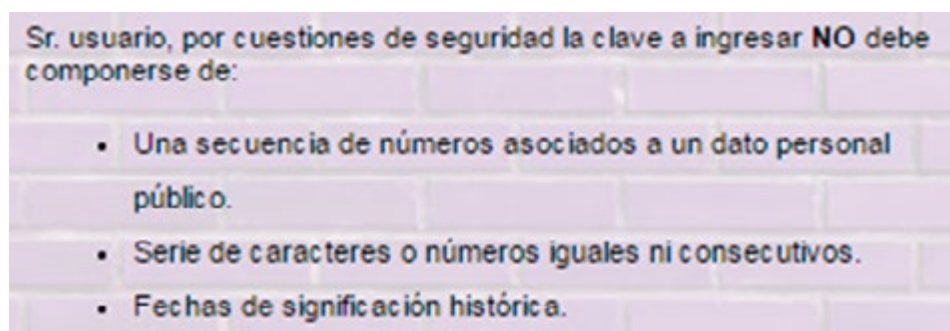 Sr. usuario, por cuestiones de seguridad la clave a ingresar NO debe
componerse de:
• Una secuencia de números asociados a un dato personal
público.
• Serie de caracteres o números iguales ni consecutivos.
• Fechas de significación histórica.